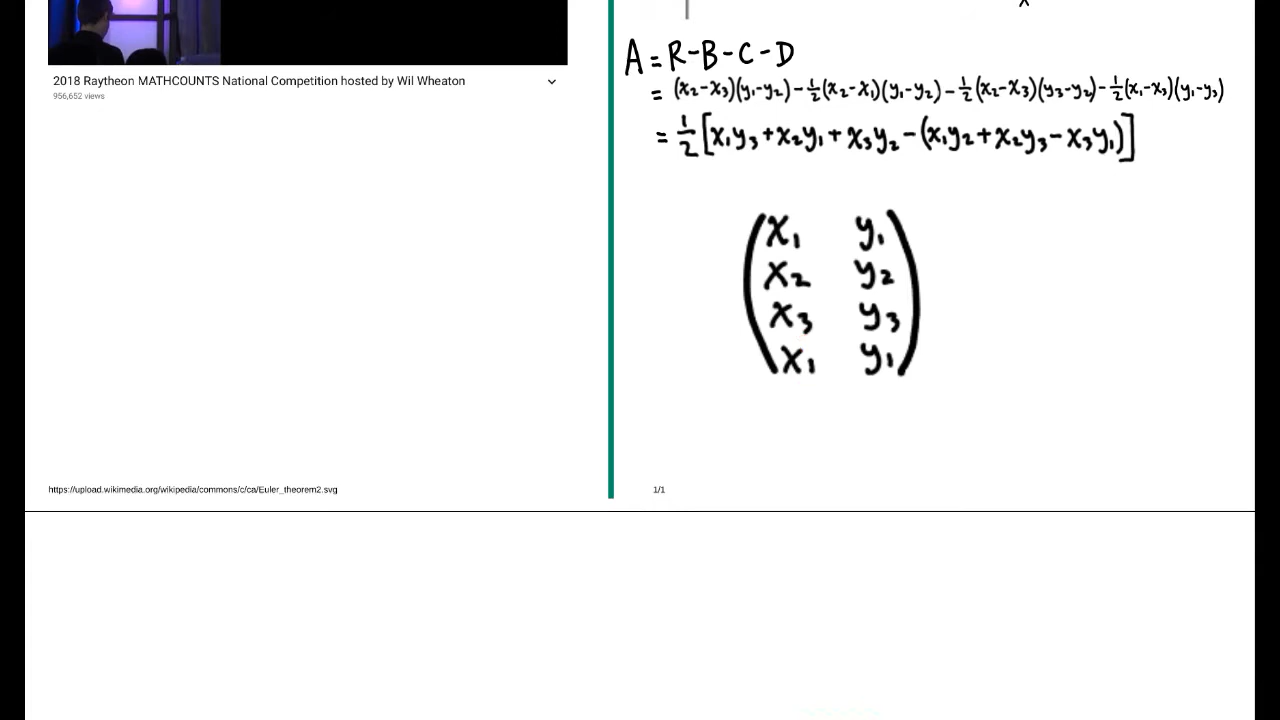 2018 Raytheon MATHCOUNTS National Competition hosted by Wil Wheaton
956,652 views
https://upload.wikimedia.org/wikipedia/commons/c/ca/Euler_theorem2.svg
x
A = R-B-C-D
= (x₂-x₃)(y₁-y₂) - ½(x₂-x₁)(y₁-y₂) - ½(x₂-x₃)(y₃-y₂) - ½(x₁-x₃)(y₁-y₃)
= ½[x₁y₃+x₂y₁+x₃y₂-(x₁y₂+x₂y₃-x₃y₁)]
x₁ y₁
x₂ y₂
x₃ y₃
x₁ y₁
1/1